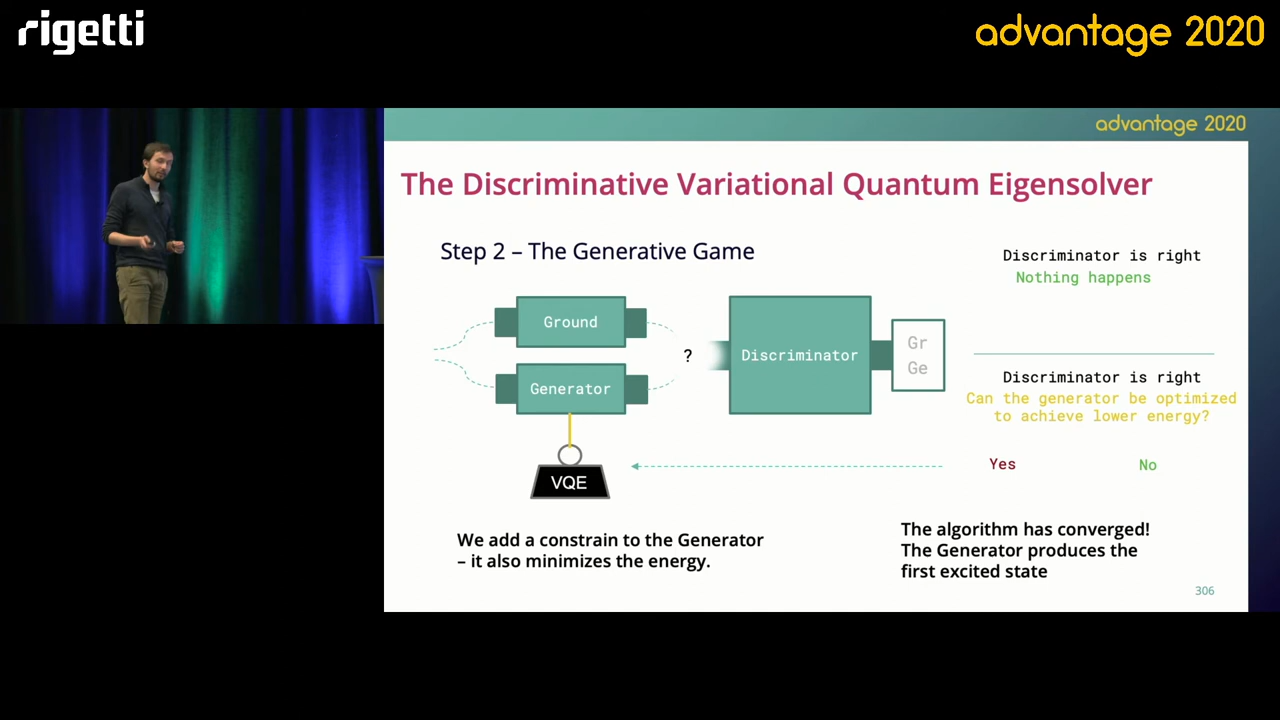 rigetti
advantage 2020
advantage 2020
The Discriminative Variational Quantum Eigensolver
Step 2 – The Generative Game
Discriminator is right
Nothing happens
Ground
?
Discriminator
Gr
Ge
Generator
Discriminator is right
Can the generator be optimized
to achieve lower energy?
Yes
No
VQE
We add a constrain to the Generator
– it also minimizes the energy.
The algorithm has converged!
The Generator produces the
first excited state
306